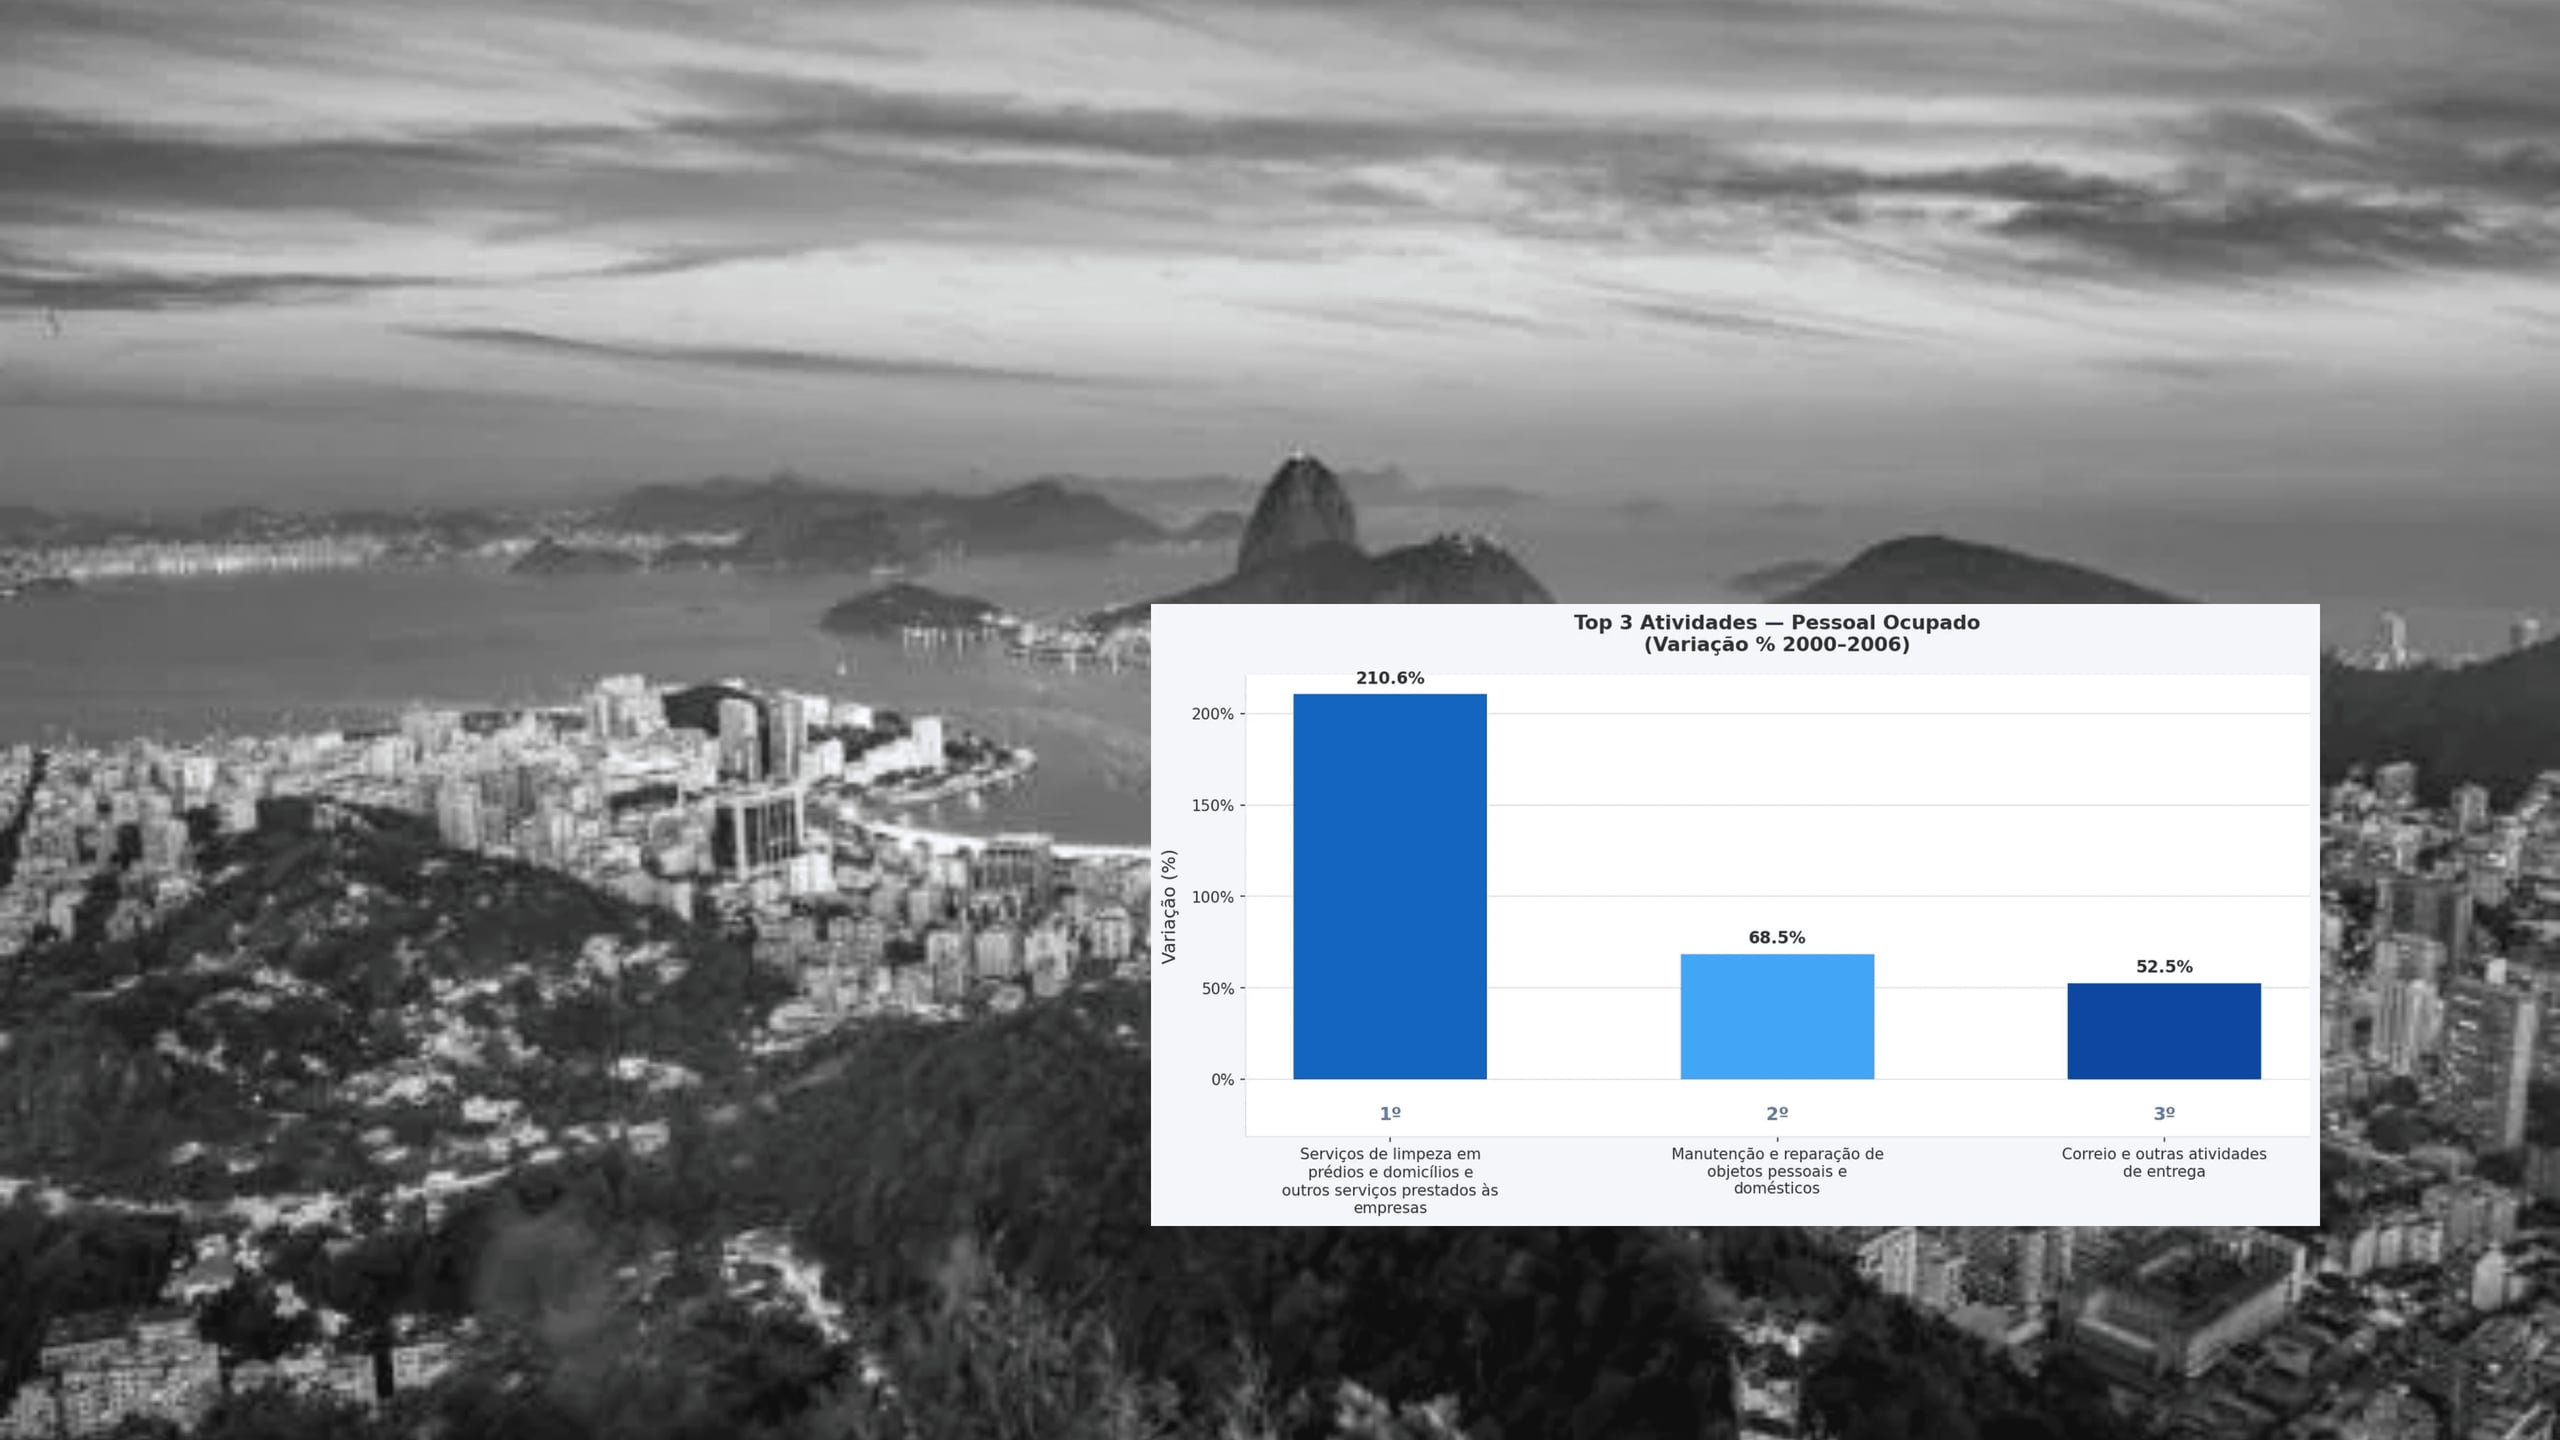 Top 3 Atividades — Pessoal Ocupado
(Variação % 2000–2006)
210.6%
68.5%
52.5%
200%
150%
100%
50%
0%
Variação (%)
1º
2º
3º
Serviços de limpeza em
prédios e domicílios e
outros serviços prestados às
empresas
Manutenção e reparação de
objetos pessoais e
domésticos
Correio e outras atividades
de entrega